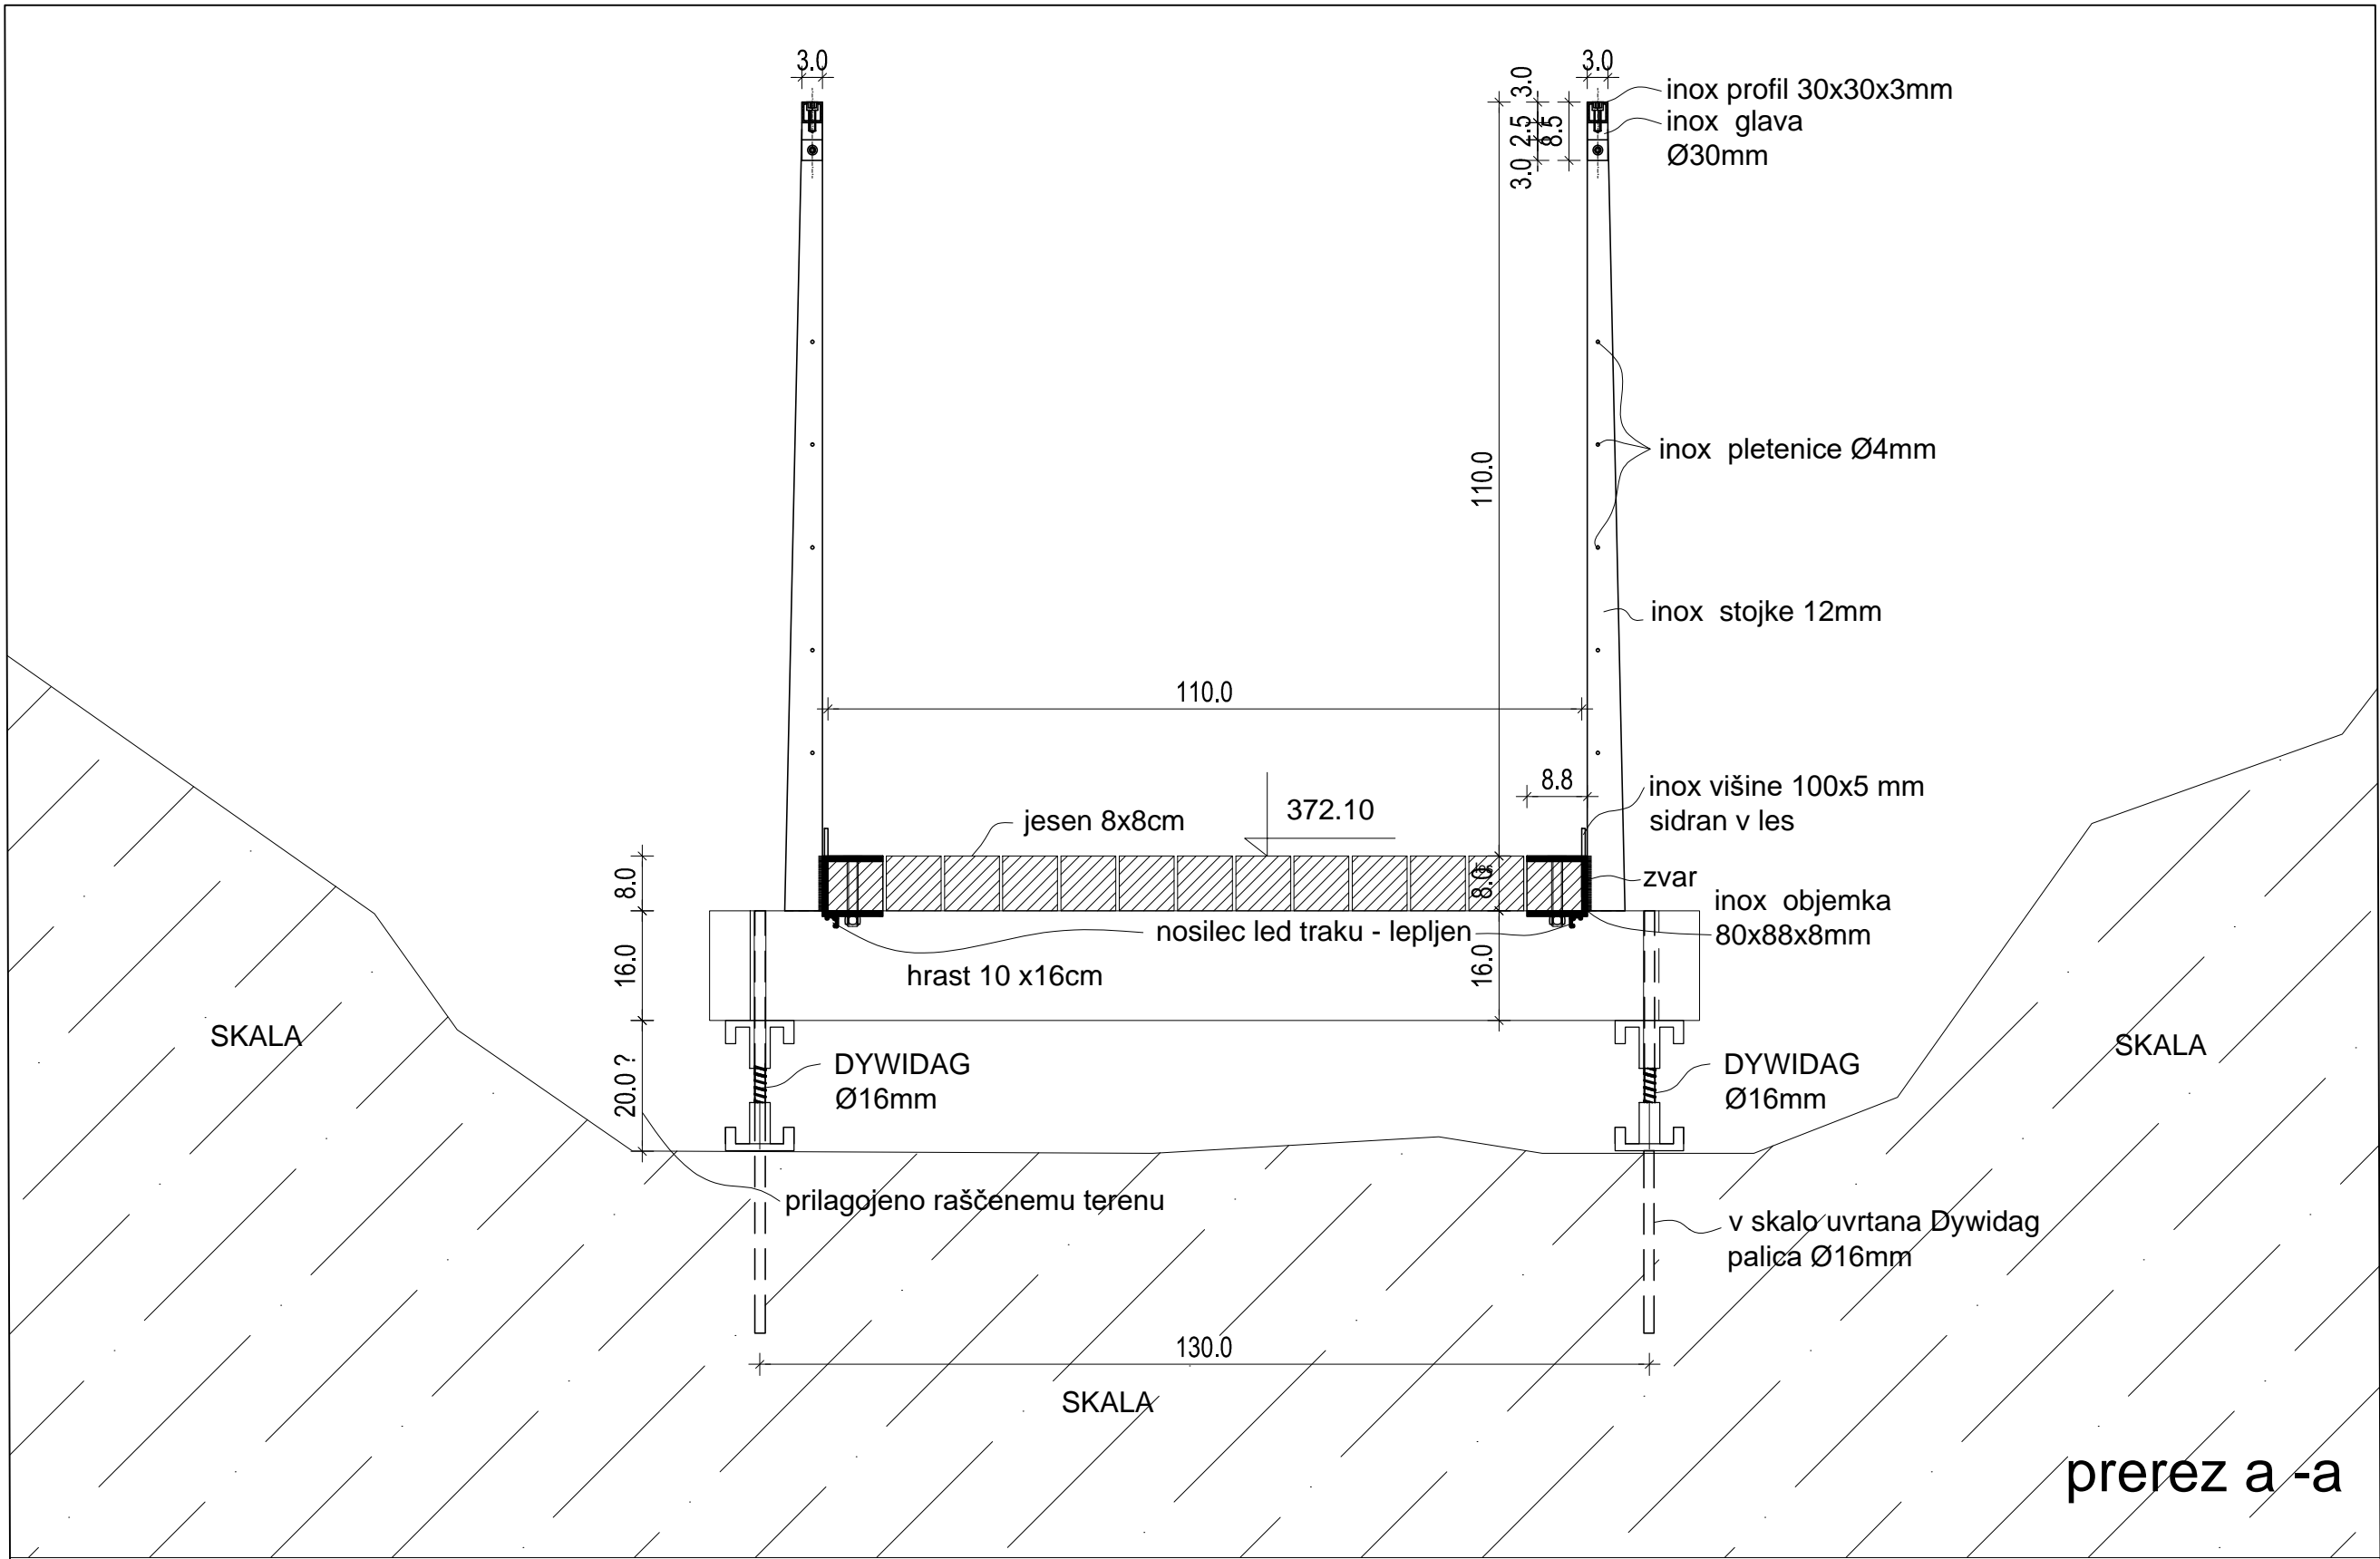 3.0
3.0
3.0
2.5
8.5
3.0
inox profil 30x30x3mm
inox glava
Ø30mm
110.0
inox pletenice Ø4mm
inox stojke 12mm
110.0
8.8
inox višine 100x5 mm
sidran v les
jesen 8x8cm
372.10
8.0
8.0
les
zvar
inox objemka
80x88x8mm
nosilec led traku - lepljen
16.0
hrast 10 x16cm
16.0
SKALA
SKALA
20.0 ?
DYWIDAG
Ø16mm
DYWIDAG
Ø16mm
prilagojeno raščenemu terenu
v skalo uvrtana Dywidag
palica Ø16mm
130.0
SKALA
prerez a -a